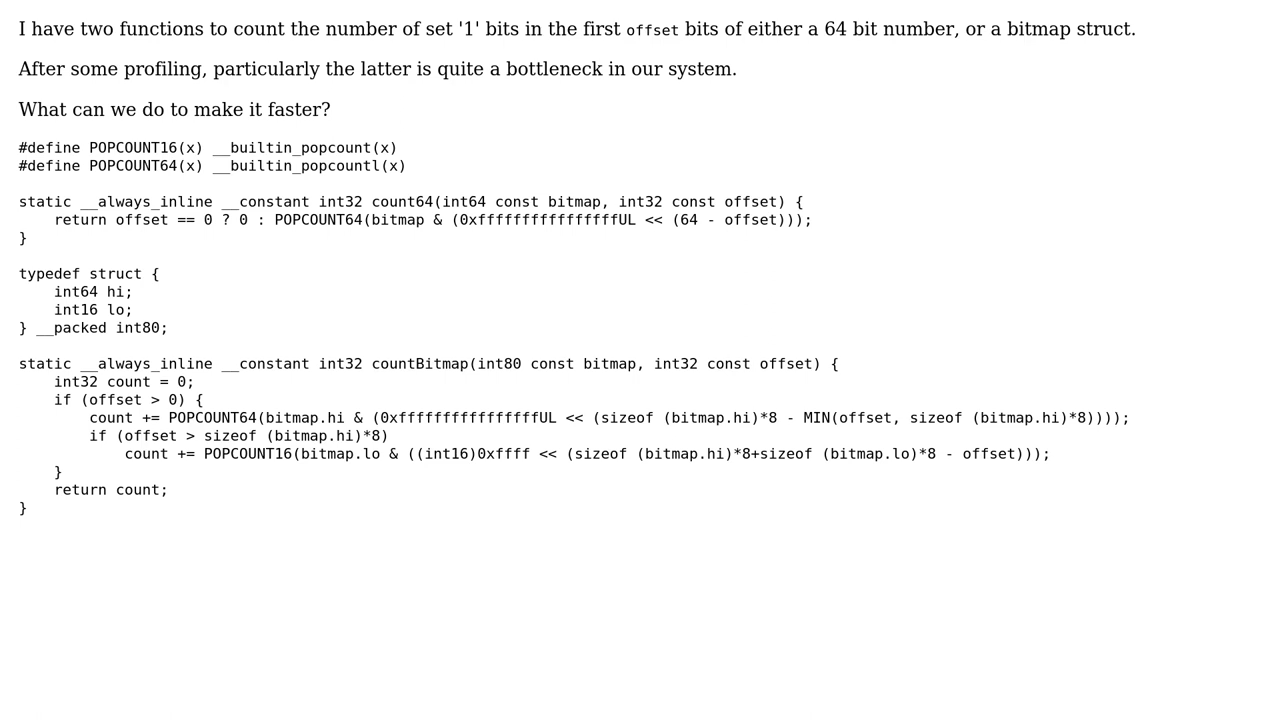 I have two functions to count the number of set '1' bits in the first offset bits of either a 64 bit number, or a bitmap struct.
After some profiling, particularly the latter is quite a bottleneck in our system.
What can we do to make it faster?
#define POPCOUNT16(x) __builtin_popcount(x)
#define POPCOUNT64(x) __builtin_popcountl(x)
static __always_inline __constant int32 count64(int64 const bitmap, int32 const offset) {
    return offset == 0 ? 0 : POPCOUNT64(bitmap & (0xffffffffffffffffUL << (64 - offset)));
}
typedef struct {
    int64 hi;
    int16 lo;
} __packed int80;
static __always_inline __constant int32 countBitmap(int80 const bitmap, int32 const offset) {
    int32 count = 0;
    if (offset > 0) {
        count += POPCOUNT64(bitmap.hi & (0xffffffffffffffffUL << (sizeof (bitmap.hi)*8 - MIN(offset, sizeof (bitmap.hi)*8))));
        if (offset > sizeof (bitmap.hi)*8)
            count += POPCOUNT16(bitmap.lo & ((int16)0xffff << (sizeof (bitmap.hi)*8+sizeof (bitmap.lo)*8 - offset)));
    }
    return count;
}